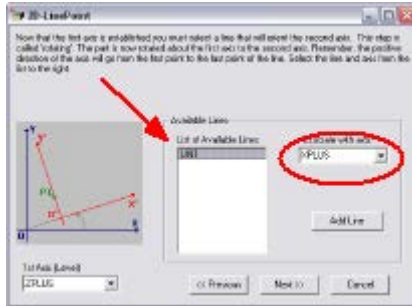 3D-LinePoint
Now that the first axis is established you must select a line that will orient the second axis. This step is
called 'rotating'. The part is now rotated about the first axis to the second axis. Remember, the positive
direction of the axis will go from the first point to the last point of the line. Select the line and axis from the
list to the right.
Available Lines
List of Available Lines:
Associate with axis:
LIN1
XPLUS
Add Line
1st Axis (Level)
ZPLUS
<< Previous
Next >>
Cancel